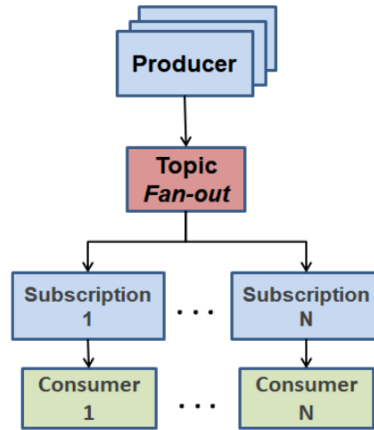 Producer
Topic
Fan-out
Subscription
1
. . .
Subscription
N
Consumer
1
. . .
Consumer
N